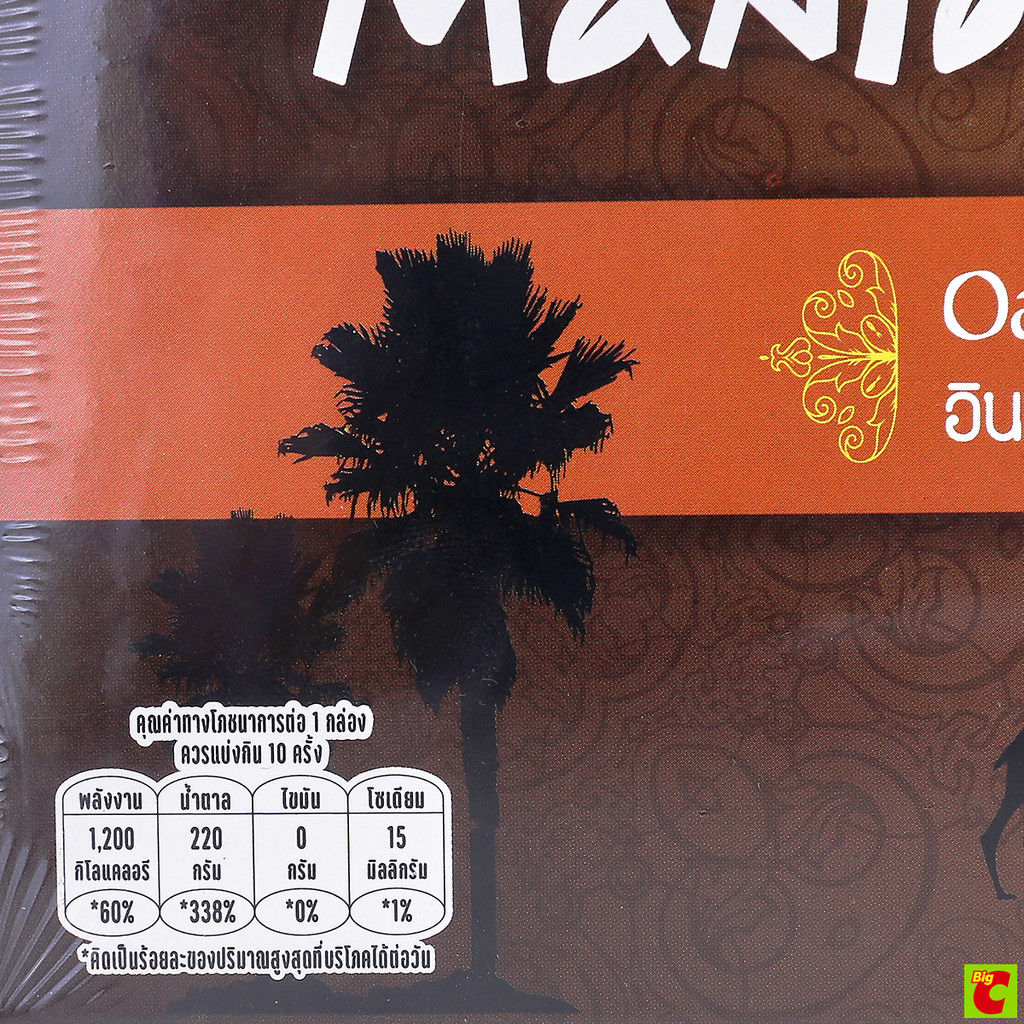 Oa
อิน
คุณค่าทางโภชนาการต่อ 1 กล่อง
ควรแบ่งกิน 10 ครั้ง
พลังงาน น้ำตาล ไขมัน โซเดียม
1,200 220 0 15
กิโลแคลอรี กรัม กรัม มิลลิกรัม
*60% *338% *0% *1%
*คิดเป็นร้อยละของปริมาณสูงสุดที่บริโภคได้ต่อวัน
Big
C